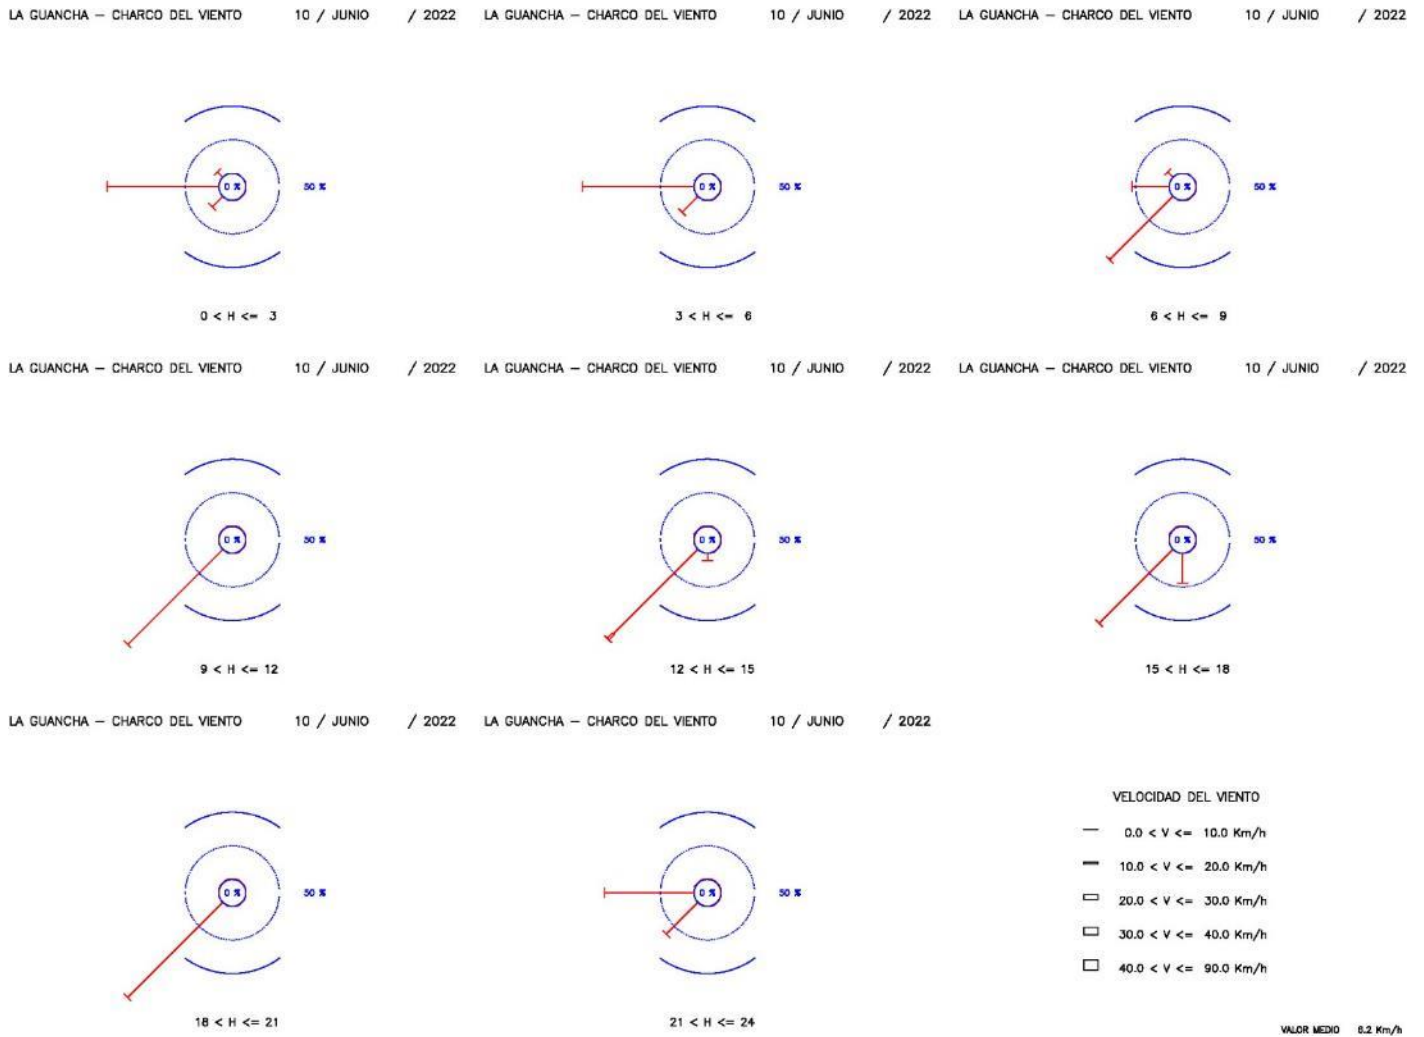 LA GUANCHA – CHARCO DEL VIENTO 10 / JUNIO / 2022
LA GUANCHA – CHARCO DEL VIENTO 10 / JUNIO / 2022
LA GUANCHA – CHARCO DEL VIENTO 10 / JUNIO / 2022
0 % 50 %
0 % 50 %
0 % 50 %
0 < H <= 3
3 < H <= 6
6 < H <= 9
LA GUANCHA – CHARCO DEL VIENTO 10 / JUNIO / 2022
LA GUANCHA – CHARCO DEL VIENTO 10 / JUNIO / 2022
LA GUANCHA – CHARCO DEL VIENTO 10 / JUNIO / 2022
0 % 50 %
0 % 50 %
0 % 50 %
9 < H <= 12
12 < H <= 15
15 < H <= 18
LA GUANCHA – CHARCO DEL VIENTO 10 / JUNIO / 2022
LA GUANCHA – CHARCO DEL VIENTO 10 / JUNIO / 2022
0 % 50 %
0 % 50 %
18 < H <= 21
21 < H <= 24
VELOCIDAD DEL VIENTO
0.0 < V <= 10.0 Km/h
10.0 < V <= 20.0 Km/h
20.0 < V <= 30.0 Km/h
30.0 < V <= 40.0 Km/h
40.0 < V <= 90.0 Km/h
VALOR MEDIO Km/h